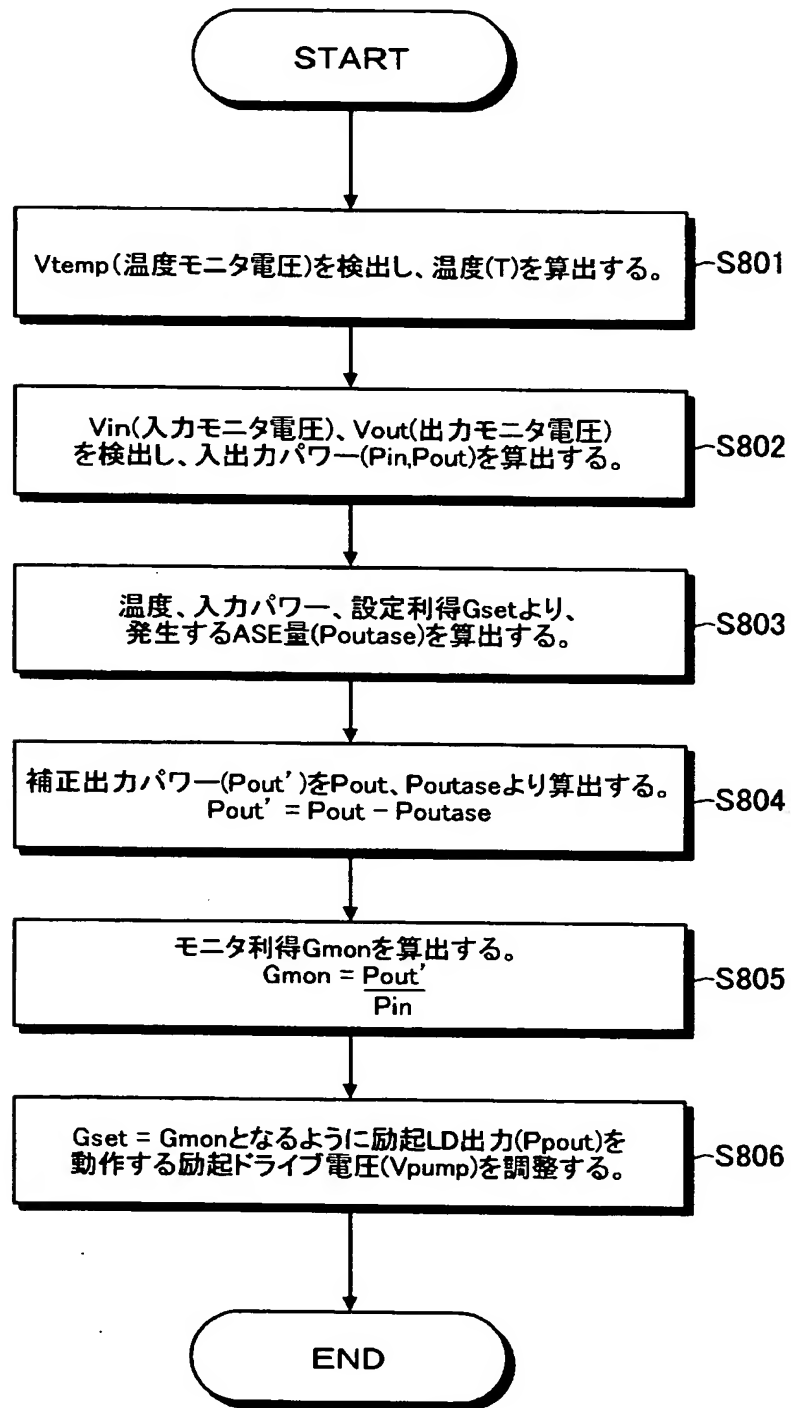 START
Vtemp(温度モニタ電圧)を検出し、温度(T)を算出する。
S801
Vin(入力モニタ電圧)、Vout(出力モニタ電圧)
を検出し、入出力パワー(Pin,Pout)を算出する。
S802
温度、入力パワー、設定利得Gsetより、
発生するASE量(Poutase)を算出する。
S803
補正出力パワー(Pout')をPout、Poutaseより算出する。
Pout' = Pout − Poutase
S804
モニタ利得Gmonを算出する。
Gmon = Pout'
Pin
S805
Gset = Gmonとなるように励起LD出力(Ppout)を
動作する励起ドライブ電圧(Vpump)を調整する。
S806
END